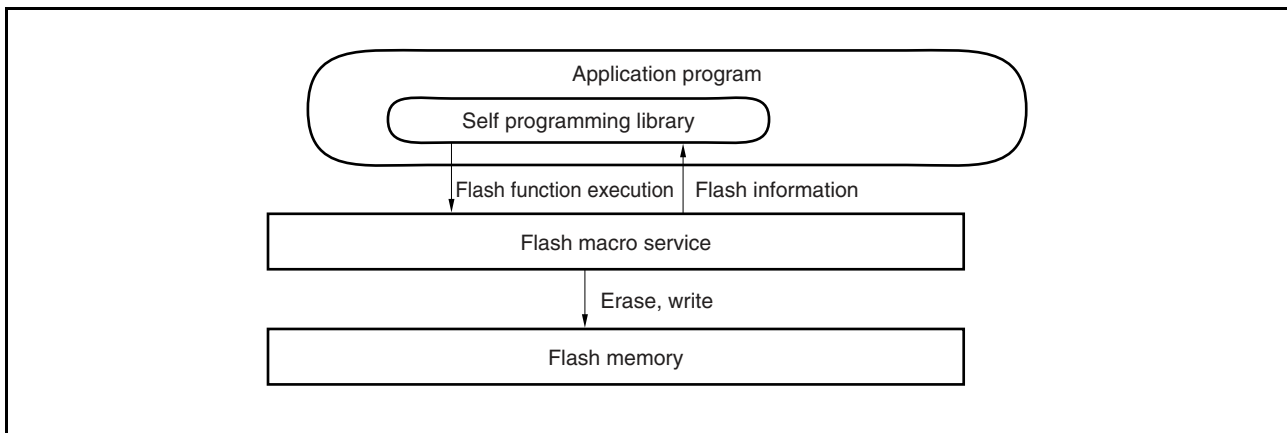 Application program
Self programming library
Flash function execution
Flash information
Flash macro service
Erase, write
Flash memory